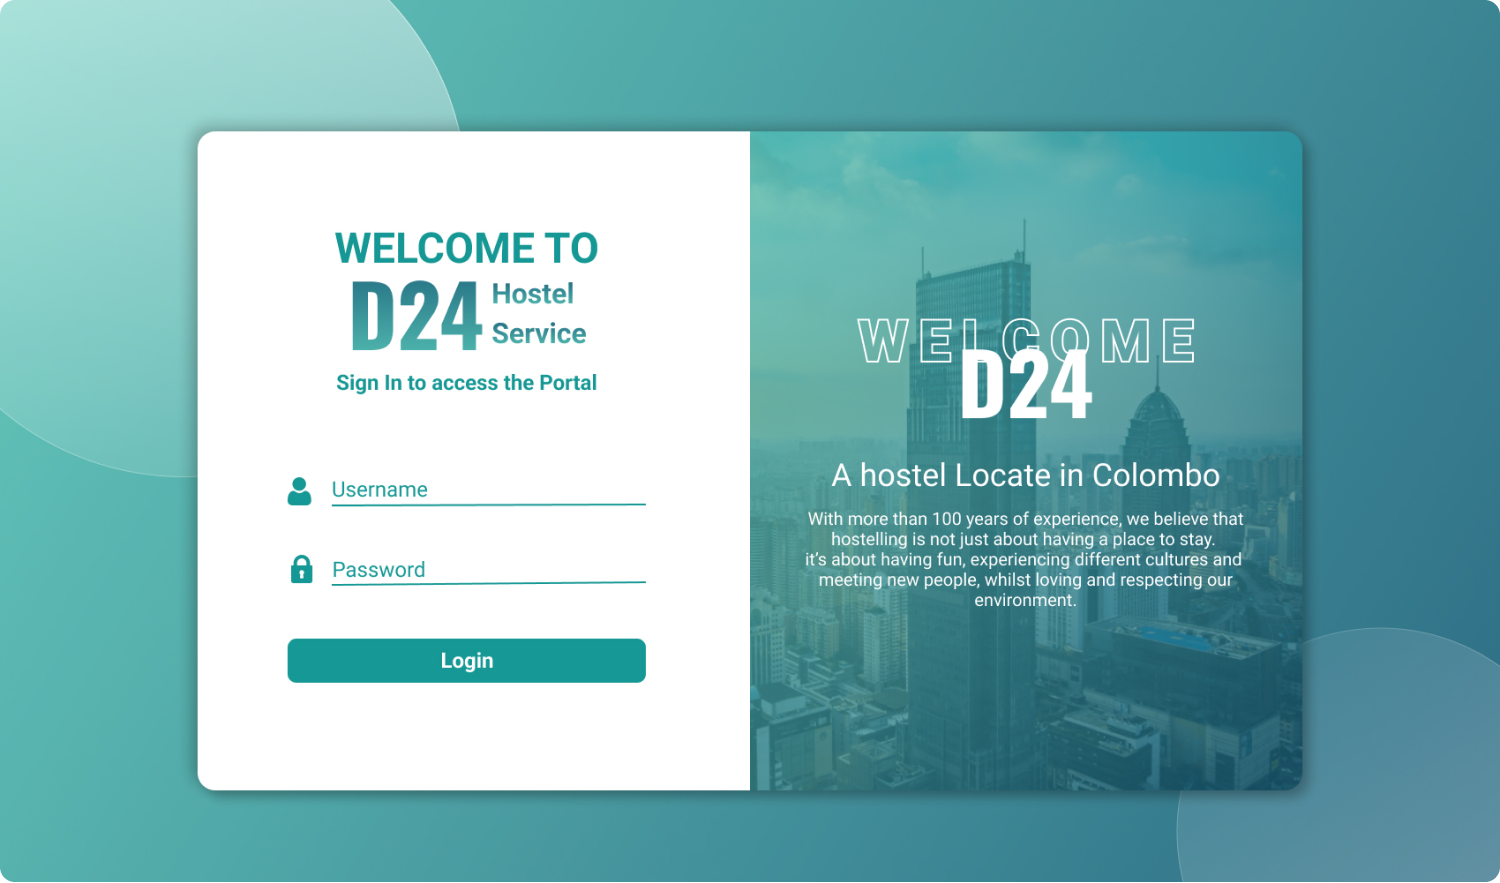 WELCOME TO
D24
Hostel
Service
Sign In to access the Portal
Username
Password
Login
WELCOME
D24
A hostel Locate in Colombo
With more than 100 years of experience, we believe that
hostelling is not just about having a place to stay.
it’s about having fun, experiencing different cultures and
meeting new people, whilst loving and respecting our
environment.